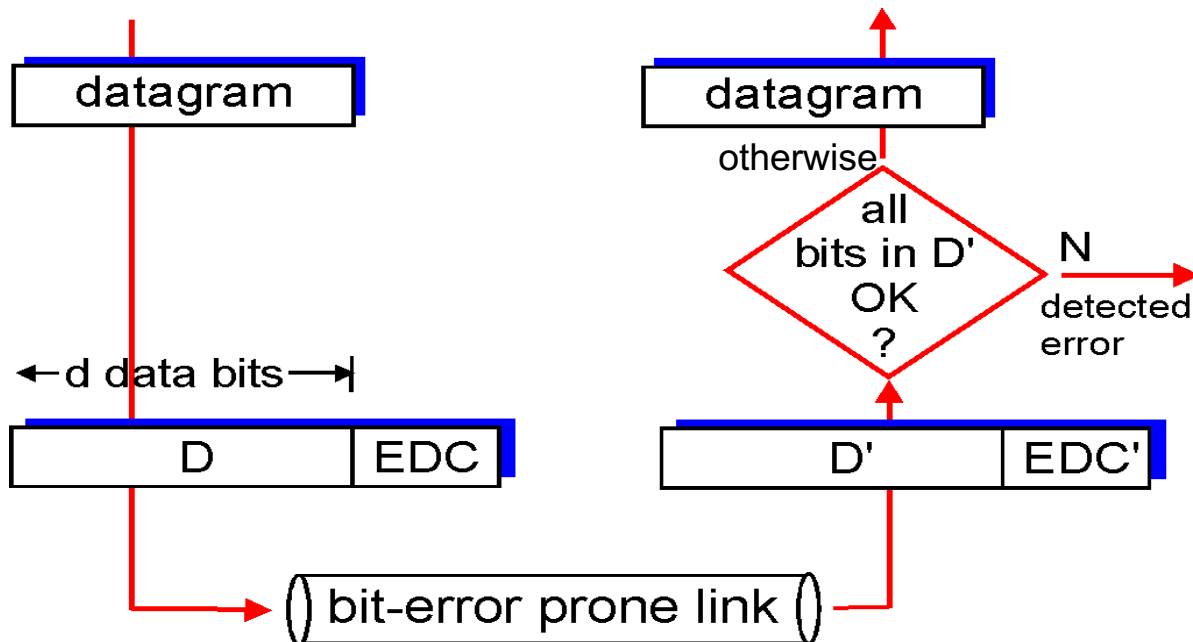 datagram
d data bits
D EDC
bit-error prone link
datagram
otherwise
all
bits in D'
OK
?
N
detected
error
D' EDC'